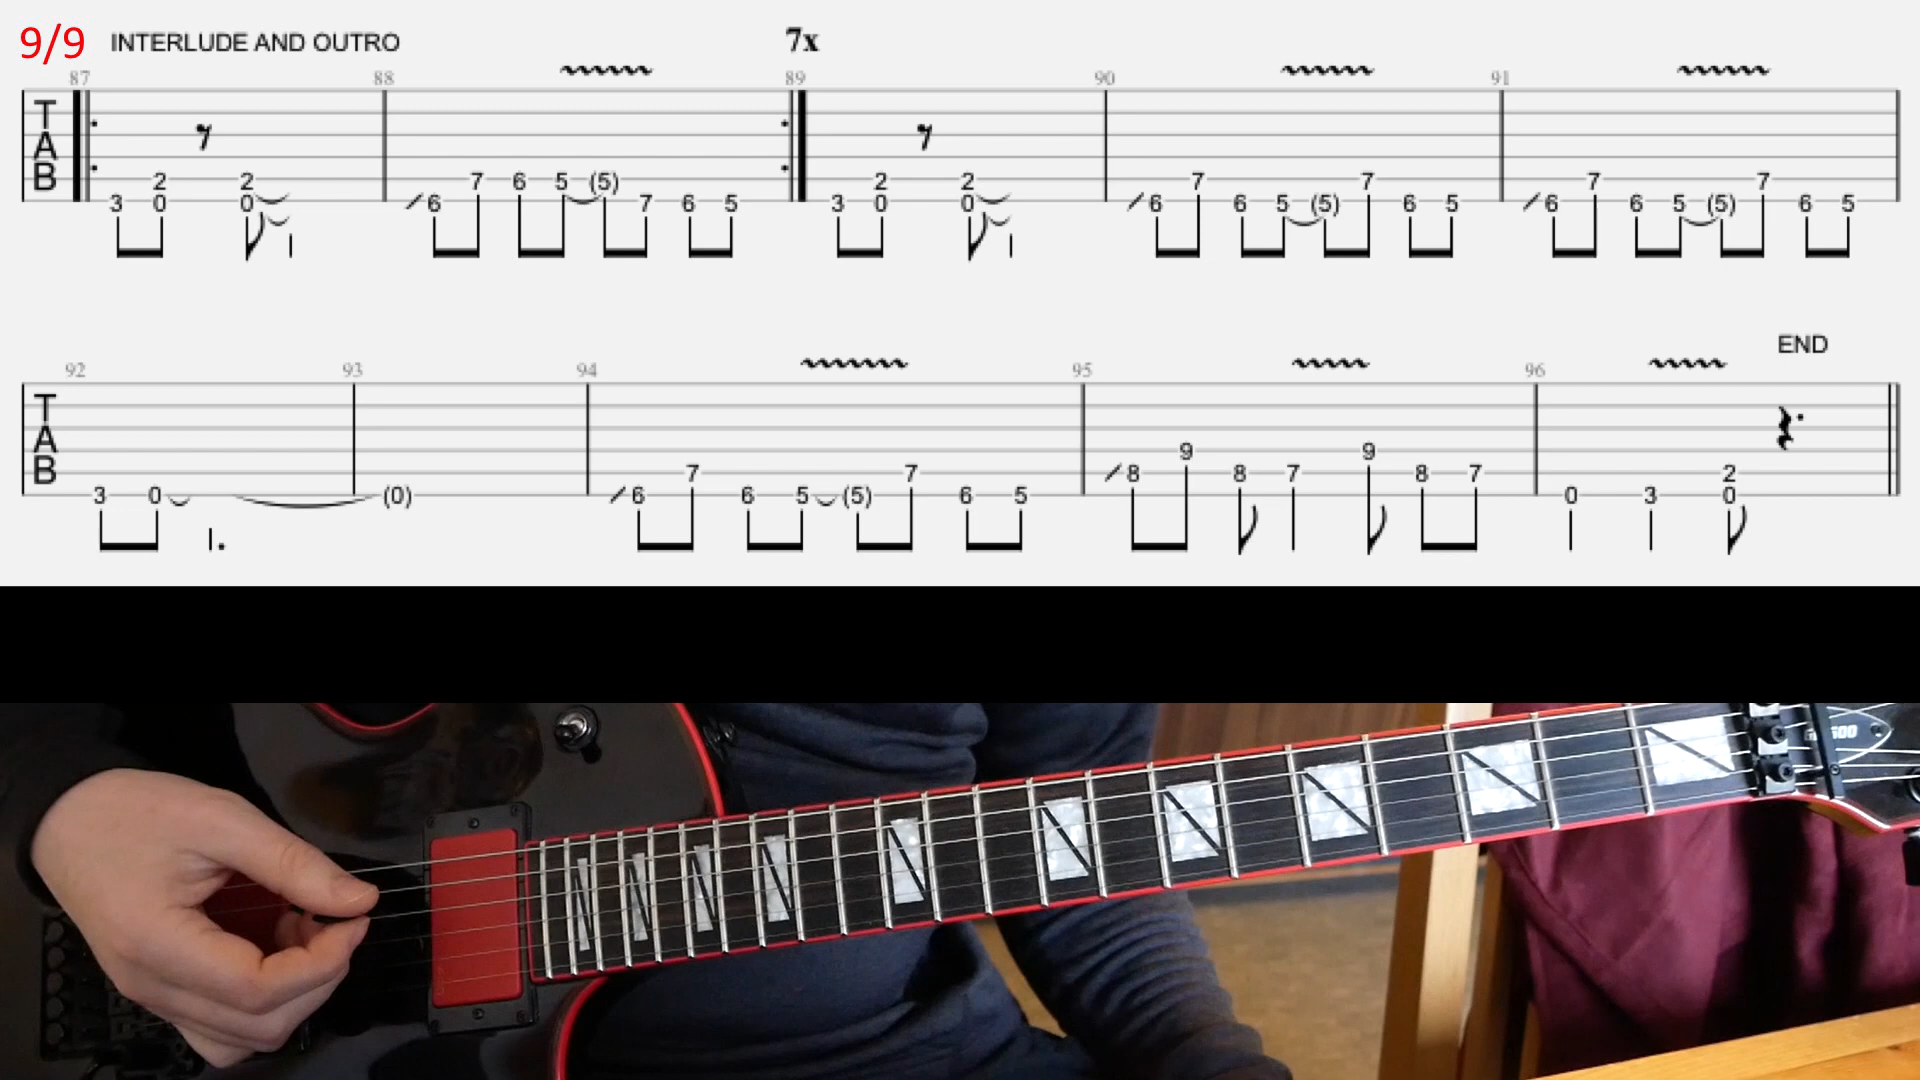 9/9 INTERLUDE AND OUTRO 7x
87 88 89 90 91
TAB
2 2 7 6 5 (5) 2 2 7 7 7 7
3 0 0 6 7 6 5 3 0 0 6 6 5 (5) 6 5 6 6 5 (5) 6 5
END
92 93 94 95 96
TAB
9 9
7 7 8 8 7 8 7 2
3 0 (0) 6 6 5 (5) 6 5 0 3 0
600